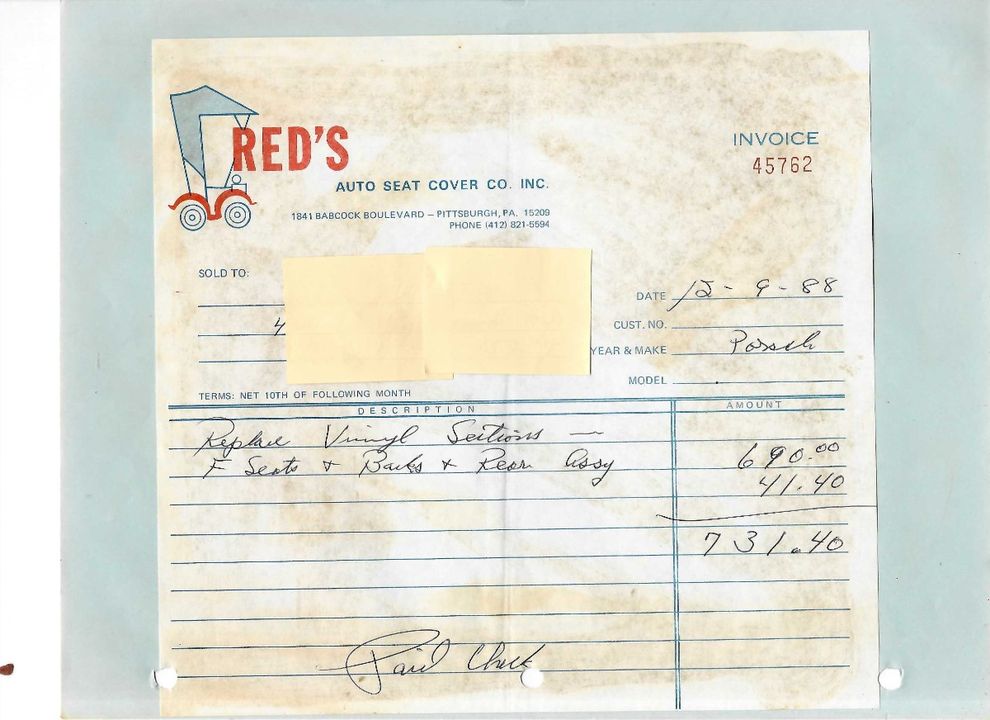 RED'S
AUTO SEAT COVER CO. INC.
1841 BABCOCK BOULEVARD – PITTSBURGH, PA. 15209
PHONE (412) 821-5594
INVOICE
45762
SOLD TO:
4
DATE 12 - 9 - 88
CUST. NO.
YEAR & MAKE Porsch
MODEL
TERMS: NET 10TH OF FOLLOWING MONTH
DESCRIPTION AMOUNT
Replace Vinyl Sections —
F Seats + Backs + Rear Assy 690.00
41.40
731.40
Paid Check